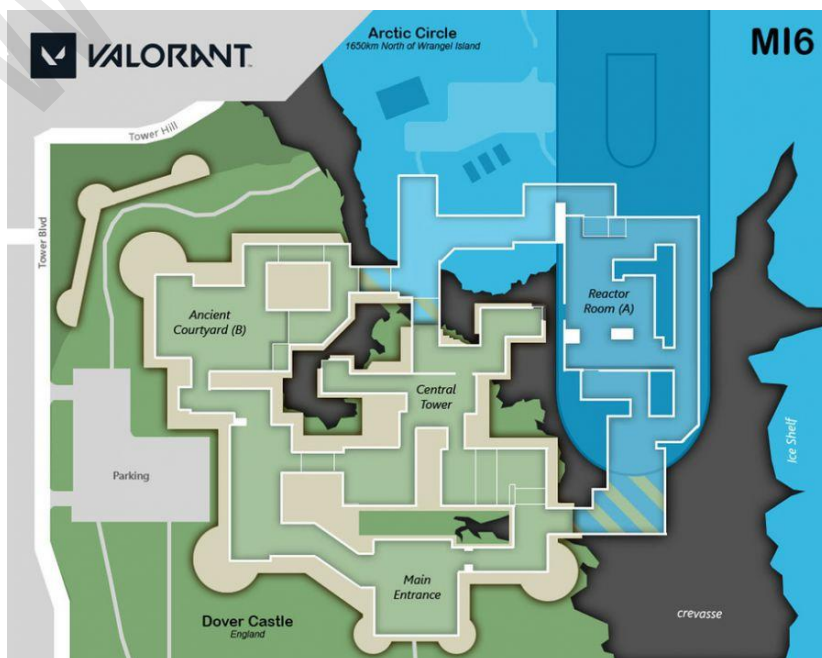 VALORANT
Arctic Circle
1650km North of Wrangel Island
MI6
Tower Hill
Tower Blvd
Ancient
Courtyard (B)
Reactor
Room (A)
Central
Tower
Ice Shelf
Parking
Main
Entrance
Dover Castle
England
crevasse